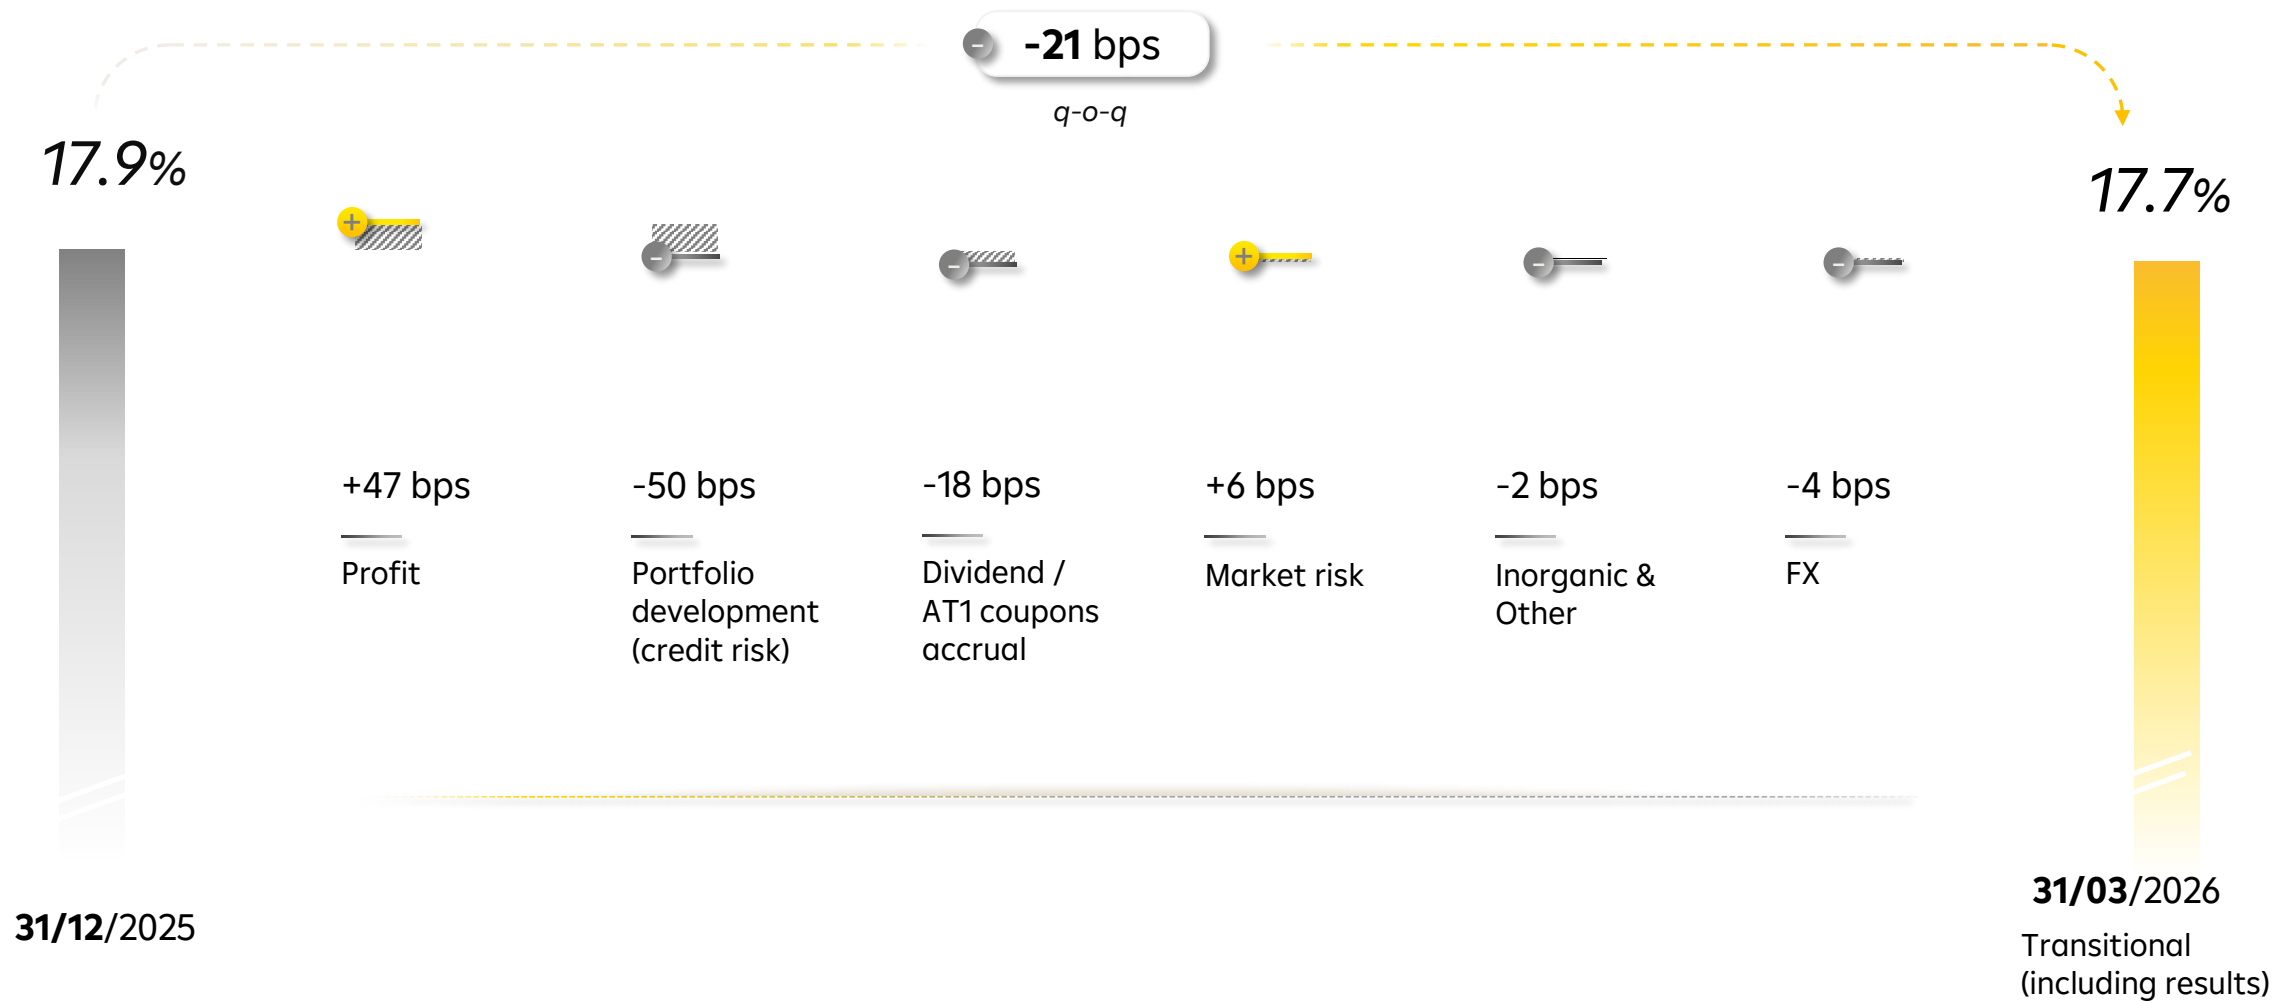 -21 bps
q-o-q
17.9%
17.7%
+47 bps
Profit
-50 bps
Portfolio
development
(credit risk)
-18 bps
Dividend /
AT1 coupons
accrual
+6 bps
Market risk
-2 bps
Inorganic &
Other
-4 bps
FX
31/12/2025
31/03/2026
Transitional
(including results)